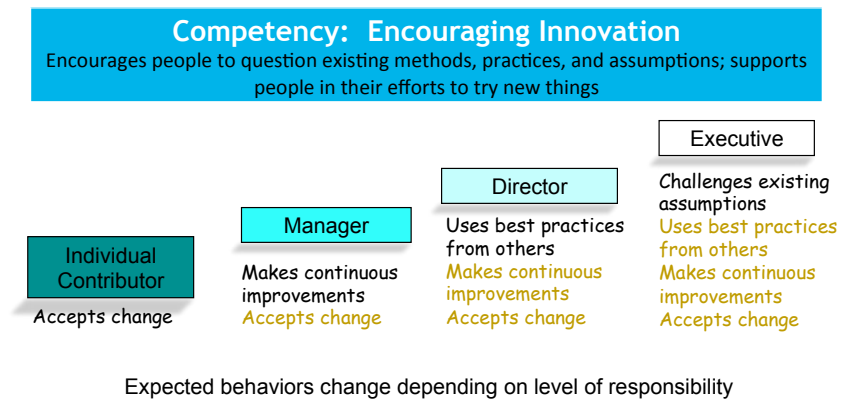 Competency:  Encouraging Innovation
Encourages people to question existing methods, practices, and assumptions; supports
people in their efforts to try new things
Individual
Contributor
Accepts change
Manager
Makes continuous
improvements
Accepts change
Director
Uses best practices
from others
Makes continuous
improvements
Accepts change
Executive
Challenges existing
assumptions
Uses best practices
from others
Makes continuous
improvements
Accepts change
Expected behaviors change depending on level of responsibility